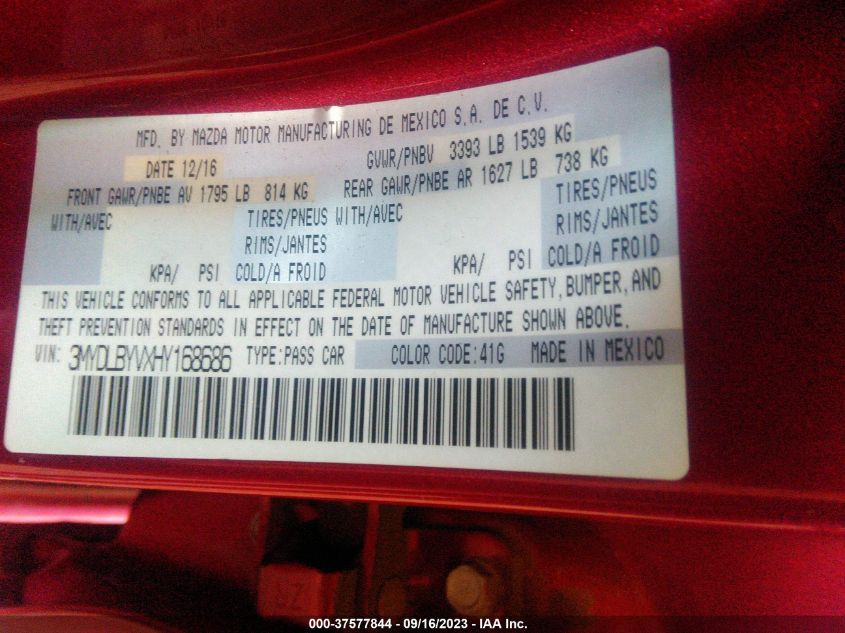 MFD. BY MAZDA MOTOR MANUFACTURING DE MEXICO S.A. DE C.V.
DATE 12/16 GVWR/PNBV 3393 LB 1539 KG
FRONT GAWR/PNBE AV 1795 LB 814 KG REAR GAWR/PNBE AR 1627 LB 738 KG
WITH/AVEC TIRES/PNEUS WITH/AVEC TIRES/PNEUS
RIMS/JANTES RIMS/JANTES
KPA/ PSI COLD/A FROID KPA/ PSI COLD/A FROID
THIS VEHICLE CONFORMS TO ALL APPLICABLE FEDERAL MOTOR VEHICLE SAFETY, BUMPER, AND
THEFT PREVENTION STANDARDS IN EFFECT ON THE DATE OF MANUFACTURE SHOWN ABOVE.
VIN: 3MYDLBYVXHY168686 TYPE:PASS CAR COLOR CODE:41G MADE IN MEXICO
000-37577844 - 09/16/2023 - IAA Inc.